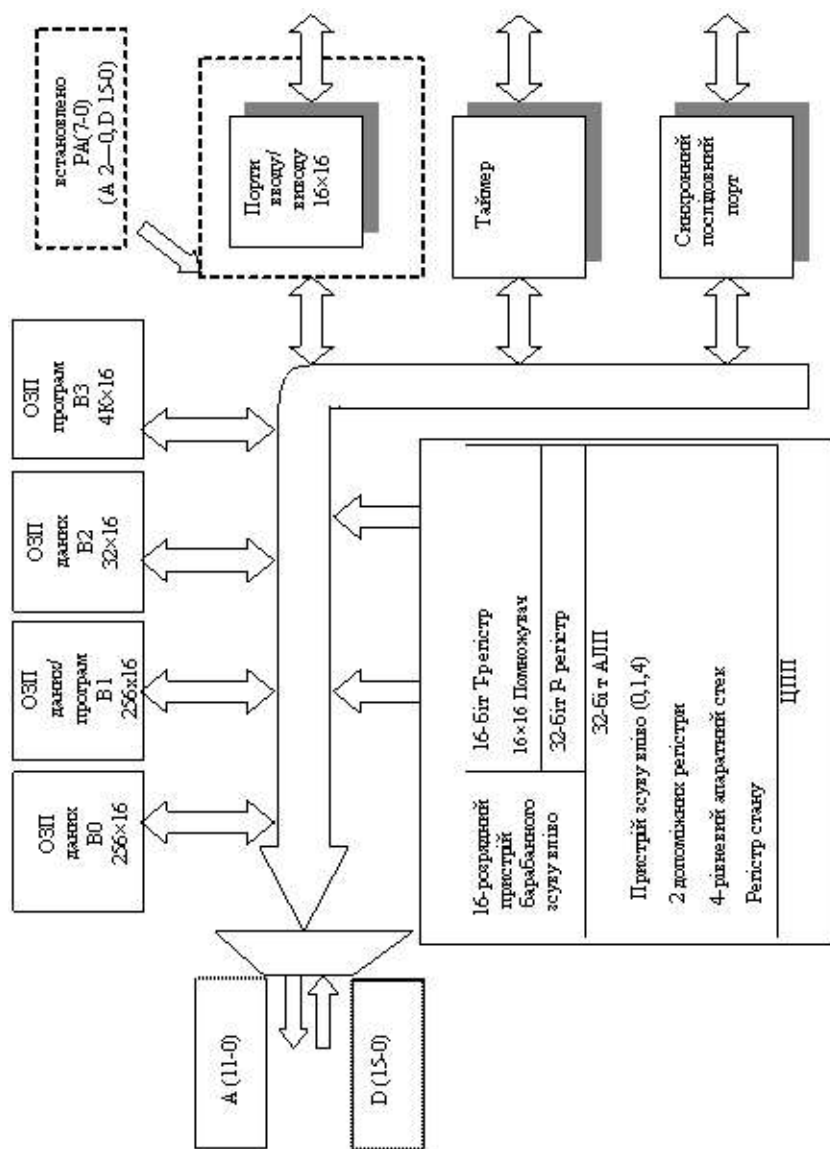 A (11-0)
ОЗП
даних
B0
256×16
ОЗП
даних/
програм
B1
256x16
ОЗП
даних
B2
32×16
ОЗП
програм
B3
4K×16
встановлено
PA(7-0)
(A 2—0,D 15-0)
D (15-0)
Порти
вводу/
виводу
16×16
16-розрядний
пристрій
барабанного
зсуву вліво
16-біт Т-регістр
16×16 Помножувач
32-біт Р- регістр
32-біт АЛП
Пристрій зсуву вліво (0,1,4)
2 допоміжних регістри
4-рівневий апаратний стек
Регістр стану
ЦПП
Таймер
Синхронний
послідовний
порт